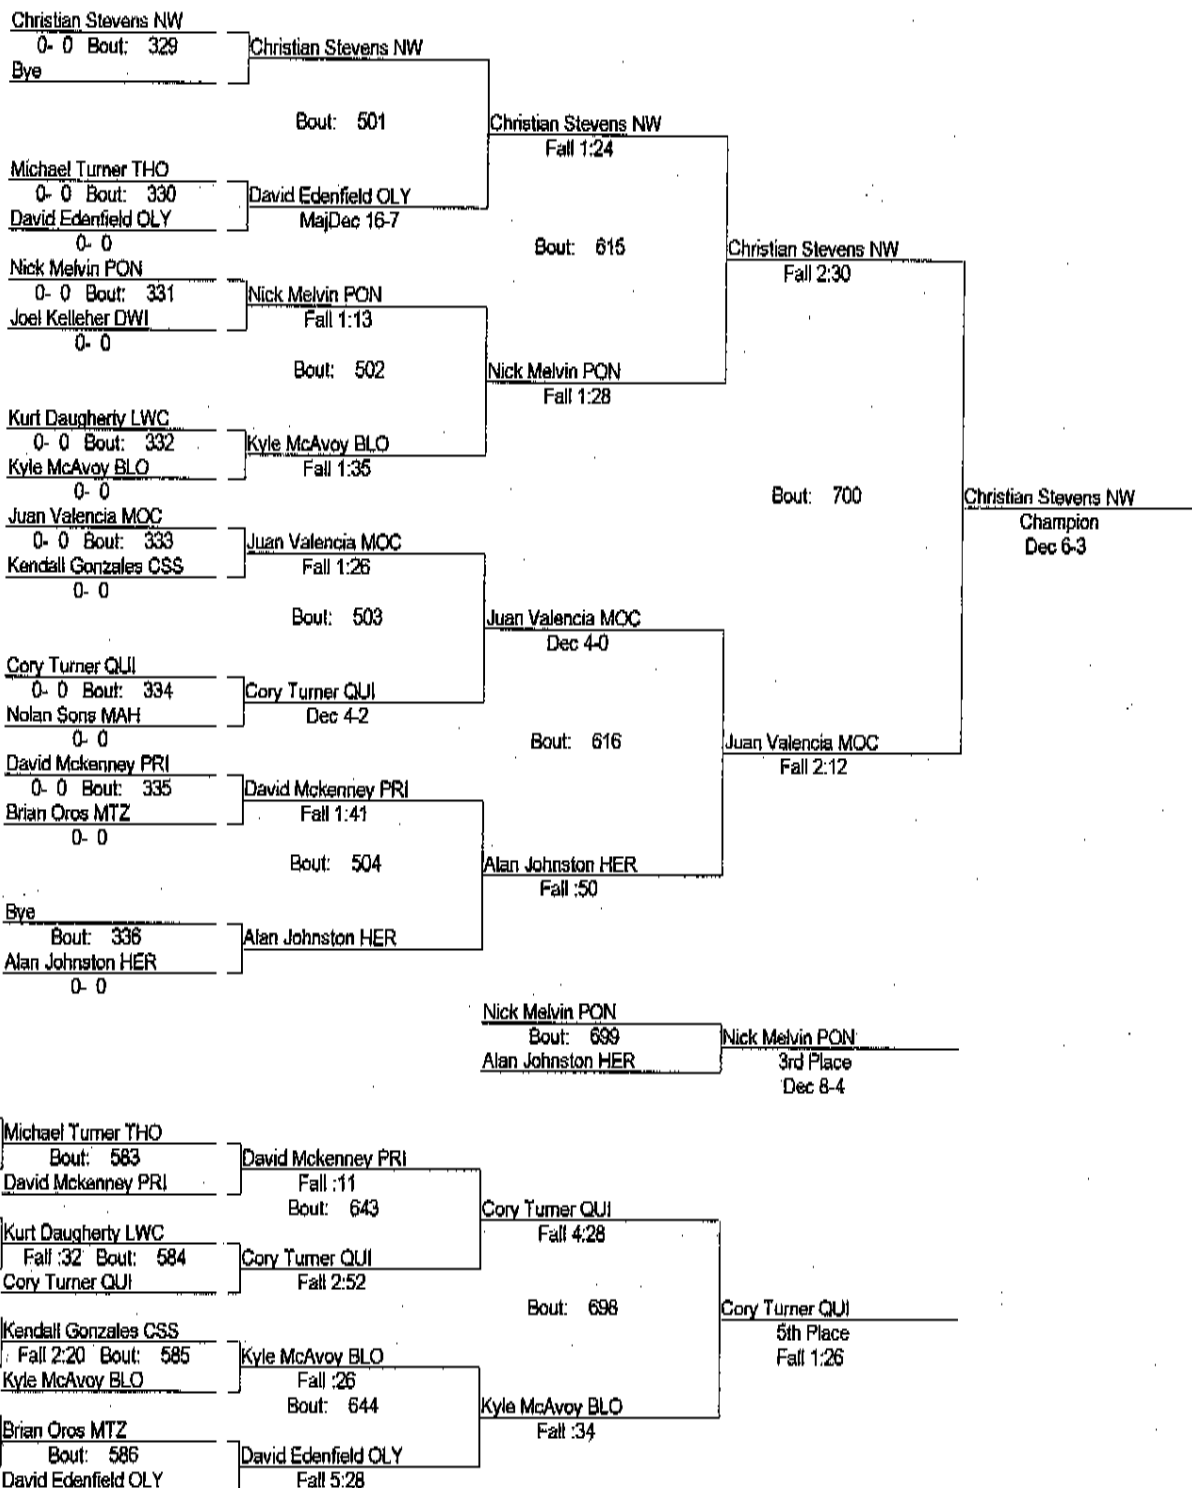 Christian Stevens NW
0- 0 Bout: 329
Bye
Christian Stevens NW
Bout: 501
Christian Stevens NW
Fall 1:24
Michael Turner THO
0- 0 Bout: 330
David Edenfield OLY
0- 0
David Edenfield OLY
MajDec 16-7
Bout: 615
Christian Stevens NW
Fall 2:30
Nick Melvin PON
0- 0 Bout: 331
Joel Kelleher DWI
0- 0
Nick Melvin PON
Fall 1:13
Bout: 502
Nick Melvin PON
Fall 1:28
Kurt Daugherty LWC
0- 0 Bout: 332
Kyle McAvoy BLO
0- 0
Kyle McAvoy BLO
Fall 1:35
Bout: 700
Christian Stevens NW
Champion
Dec 6-3
Juan Valencia MOC
0- 0 Bout: 333
Kendall Gonzales CSS
0- 0
Juan Valencia MOC
Fall 1:26
Bout: 503
Juan Valencia MOC
Dec 4-0
Cory Turner QUI
0- 0 Bout: 334
Nolan Sons MAH
0- 0
Cory Turner QUI
Dec 4-2
Bout: 616
Juan Valencia MOC
Fall 2:12
David Mckenney PRI
0- 0 Bout: 335
Brian Oros MTZ
0- 0
David Mckenney PRI
Fall 1:41
Bout: 504
Alan Johnston HER
Fall :50
Bye
Bout: 336
Alan Johnston HER
0- 0
Alan Johnston HER
Nick Melvin PON
Bout: 699
Alan Johnston HER
Nick Melvin PON
3rd Place
Dec 8-4
Michael Turner THO
Bout: 583
David Mckenney PRI
David Mckenney PRI
Fall :11
Bout: 643
Cory Turner QUI
Fall 4:28
Kurt Daugherty LWC
Fall :32 Bout: 584
Cory Turner QUI
Cory Turner QUI
Fall 2:52
Bout: 698
Cory Turner QUI
5th Place
Fall 1:26
Kendall Gonzales CSS
Fall 2:20 Bout: 585
Kyle McAvoy BLO
Kyle McAvoy BLO
Fall :26
Bout: 644
Kyle McAvoy BLO
Fall :34
Brian Oros MTZ
Bout: 586
David Edenfield OLY
David Edenfield OLY
Fall 5:28